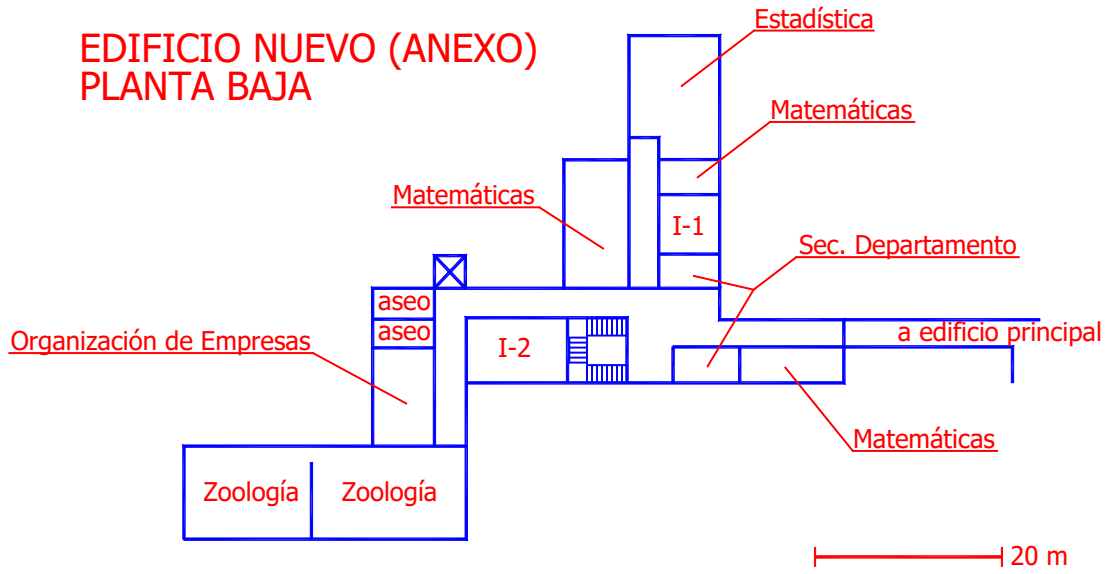 EDIFICIO NUEVO (ANEXO)
PLANTA BAJA
Estadística
Matemáticas
Matemáticas
I-1
Sec. Departamento
aseo
aseo
Organización de Empresas
I-2
a edificio principal
Matemáticas
Zoología
Zoología
20 m